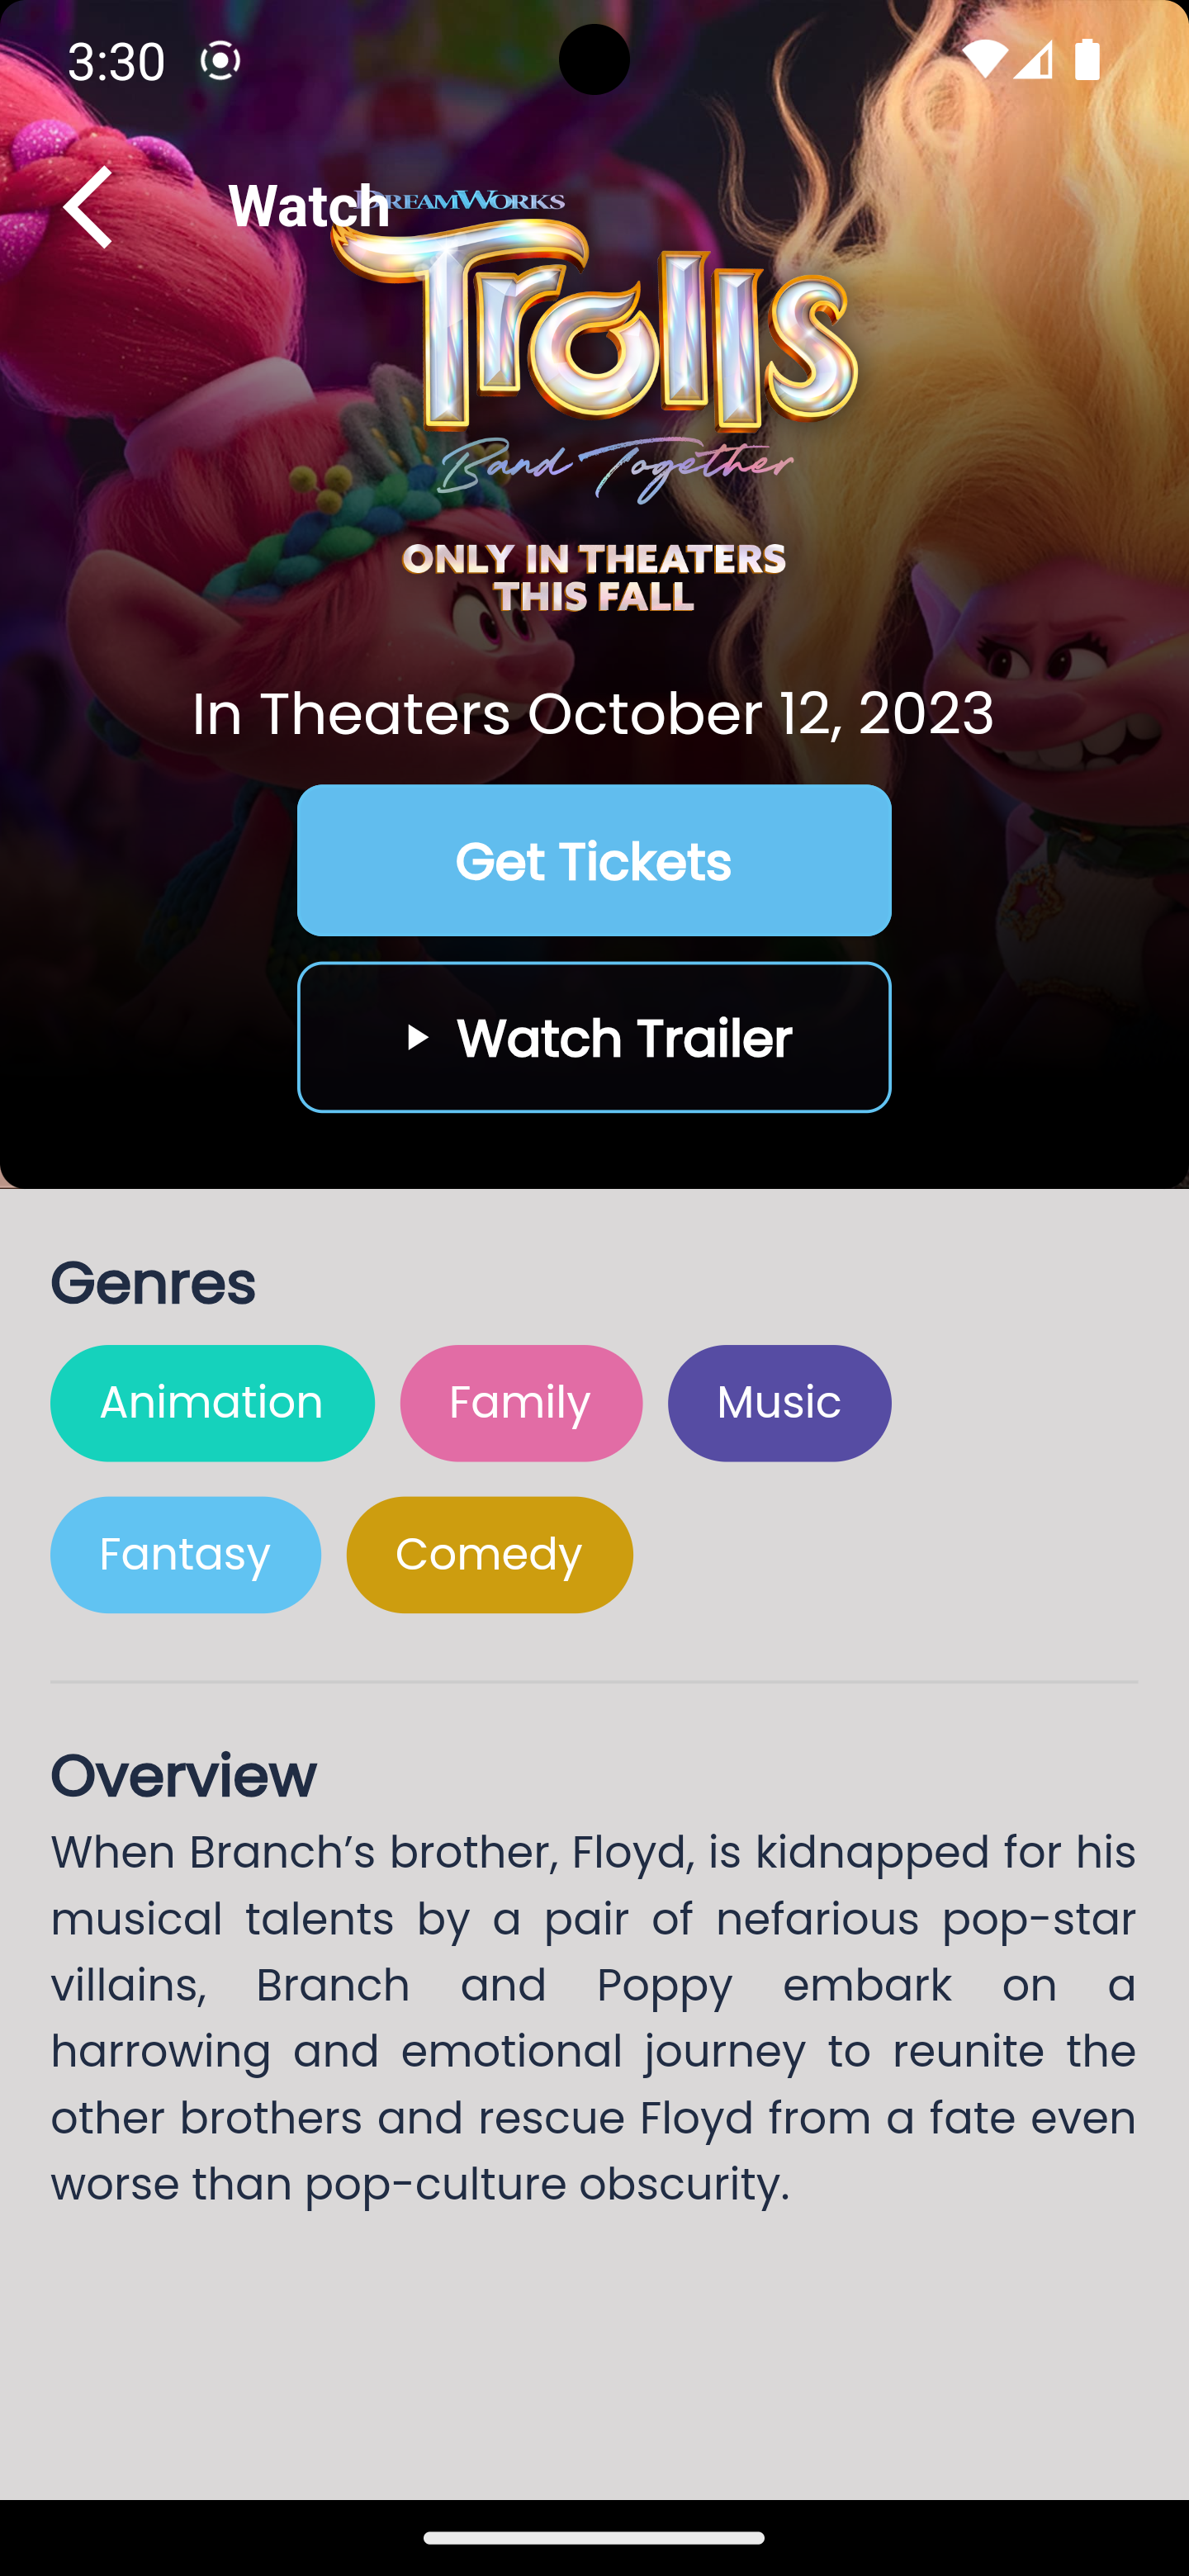 3:30
Watch
DREAMWORKS
Trolls
Band Together
ONLY IN THEATERS
THIS FALL
In Theaters October 12, 2023
Get Tickets
Watch Trailer
Genres
Animation Family Music
Fantasy Comedy
Overview
When Branch’s brother, Floyd, is kidnapped for his
musical talents by a pair of nefarious pop-star
villains, Branch and Poppy embark on a
harrowing and emotional journey to reunite the
other brothers and rescue Floyd from a fate even
worse than pop-culture obscurity.